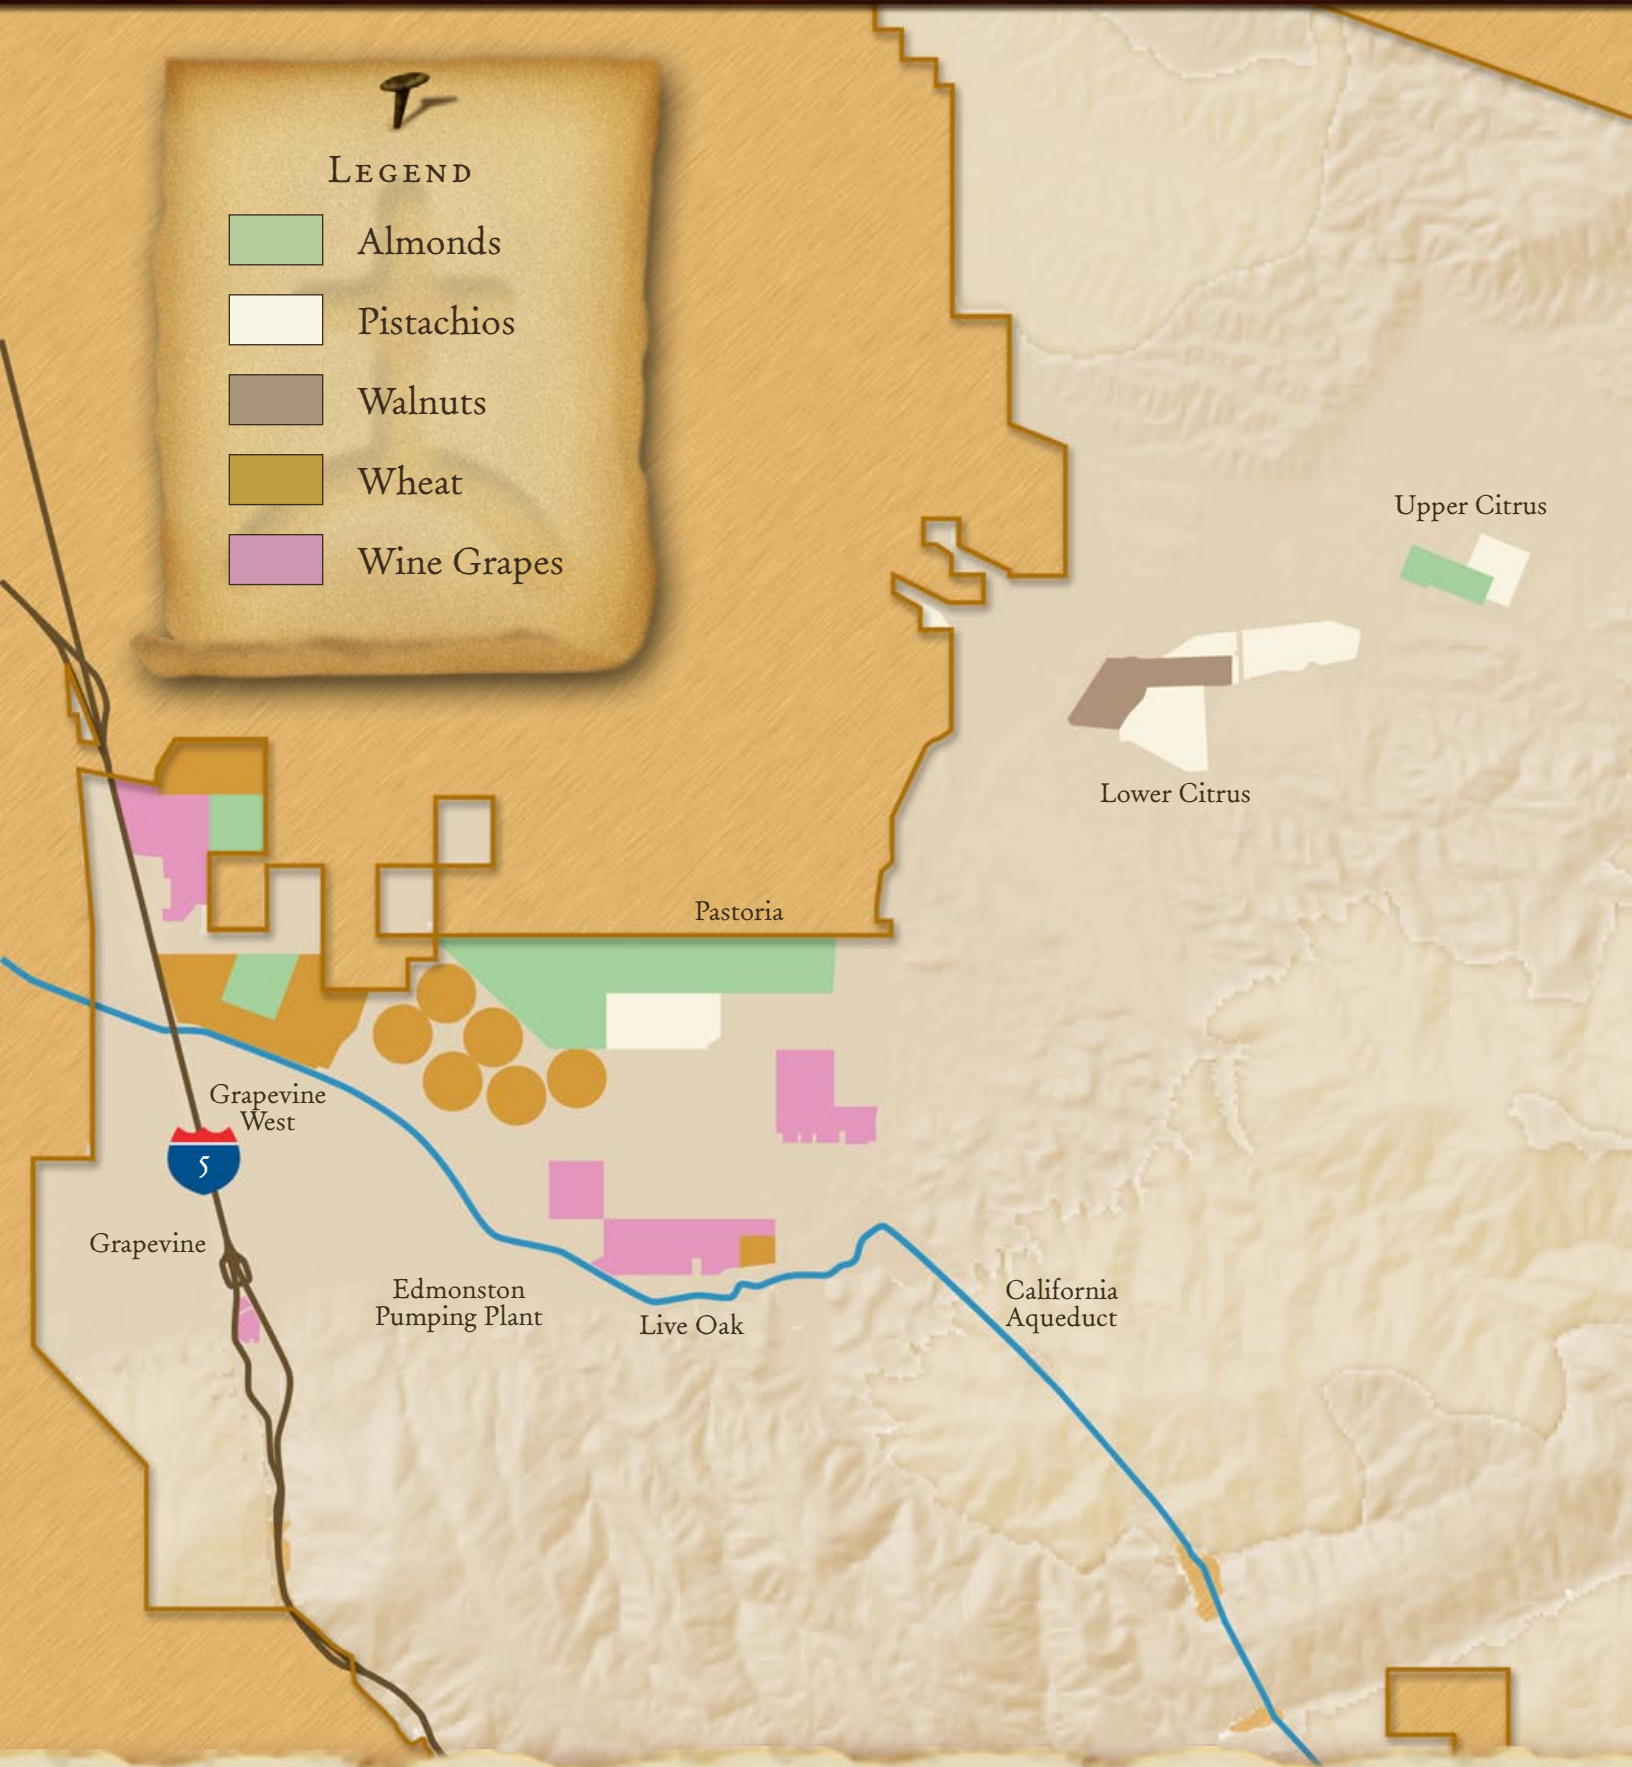 Legend
Almonds
Pistachios
Walnuts
Wheat
Wine Grapes
Upper Citrus
Lower Citrus
Pastoria
Grapevine
West
5
Grapevine
Edmonston
Pumping Plant
Live Oak
California
Aqueduct